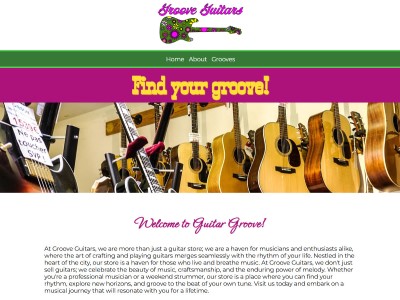 Groove Guitars
Home About Grooves
Find your groove!
Welcome to Guitar Groove!
At Groove Guitars, we are more than just a guitar store; we are a haven for musicians and enthusiasts alike,
where the art of crafting and playing guitars merges seamlessly with the rhythm of your life. Nestled in the
heart of the city, our store is a haven for those who live and breathe music. At Groove Guitars, we don't just
sell guitars; we celebrate the beauty of music, craftsmanship, and the enduring power of melody. Whether
you're a professional musician or a weekend strummer, our store is a place where you can find your
rhythm, explore new horizons, and groove to the beat of your own tune. Visit us today and embark on a
musical journey that will resonate with you for a lifetime.